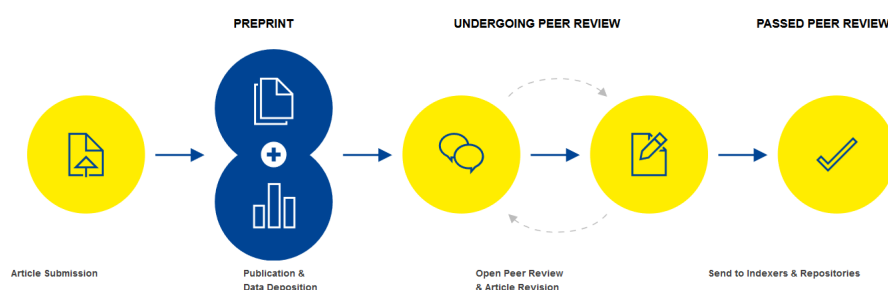 PREPRINT
UNDERGOING PEER REVIEW
PASSED PEER REVIEW
Article Submission
Publication &
Data Deposition
Open Peer Review
& Article Revision
Send to Indexers & Repositories